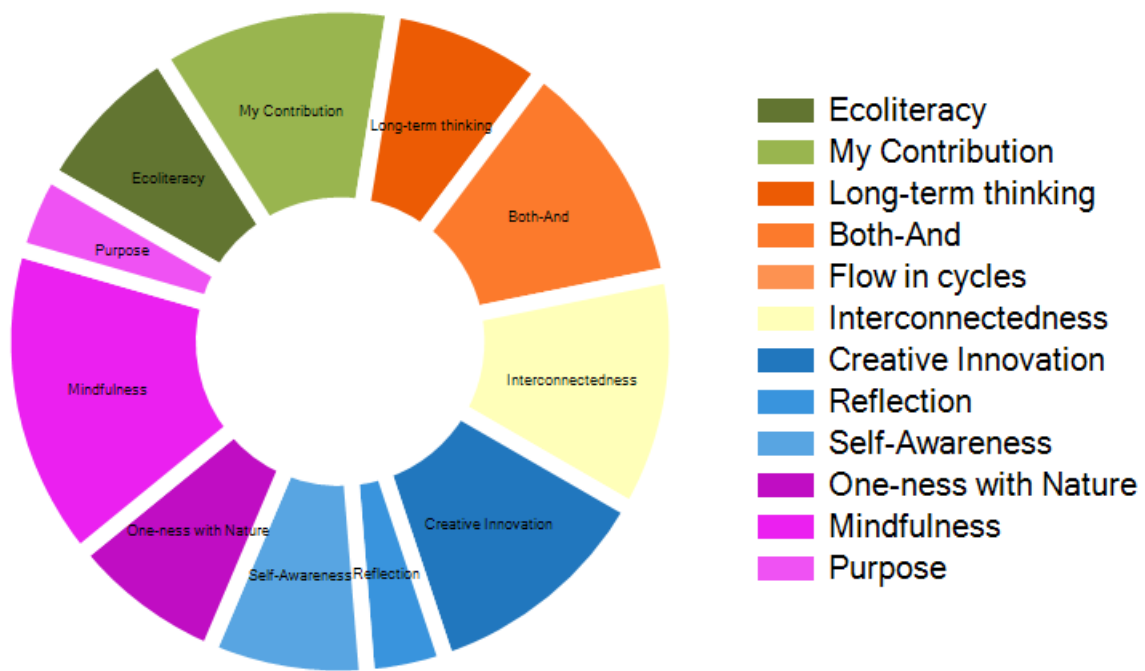 My Contribution
Long-term thinking
Ecoliteracy
Both-And
Purpose
Interconnectedness
Mindfulness
Creative Innovation
One-ness with Nature
Self-Awareness
Reflection
Ecoliteracy
My Contribution
Long-term thinking
Both-And
Flow in cycles
Interconnectedness
Creative Innovation
Reflection
Self-Awareness
One-ness with Nature
Mindfulness
Purpose